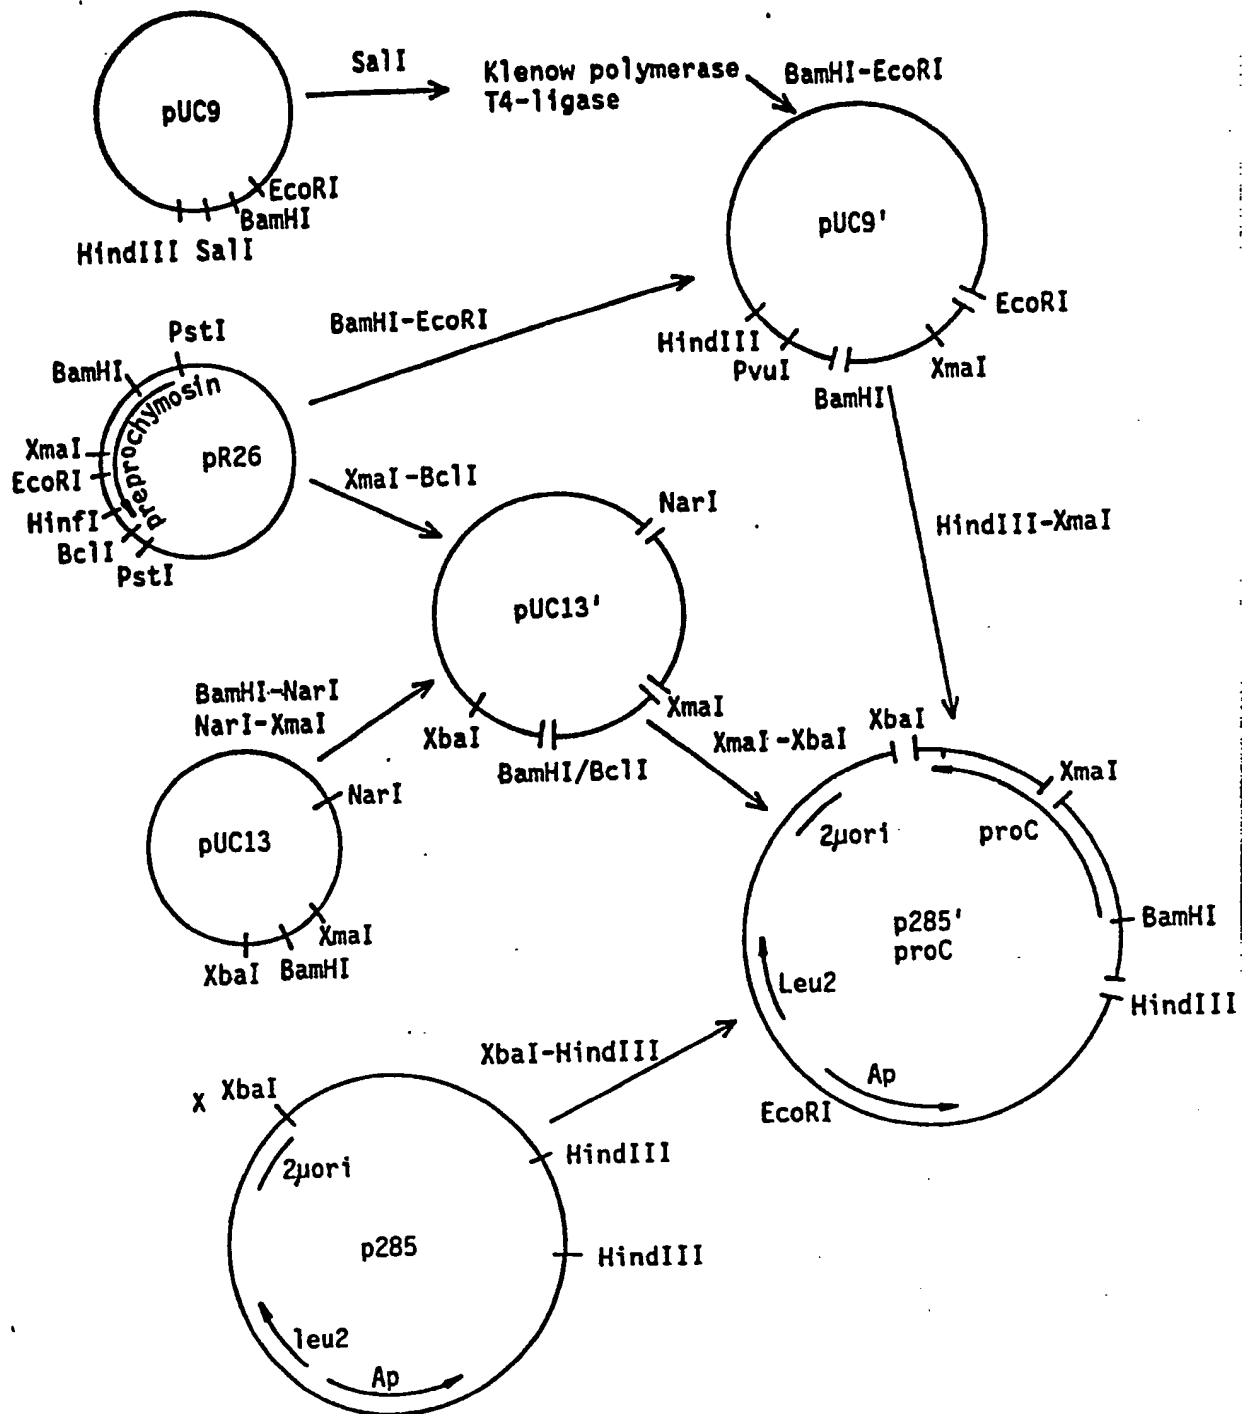 pUC9
SalI
Klenow polymerase
T4-ligase
BamHI-EcoRI
EcoRI
BamHI
HindIII SalI
pUC9'
EcoRI
HindIII
PvuI
BamHI
XmaI
BamHI-EcoRI
PstI
BamHI
preprochymosin
XmaI
EcoRI
HinfI
BclI
PstI
pR26
XmaI-BclI
HindIII-XmaI
NarI
pUC13'
XbaI
BamHI/BclI
XmaI
BamHI-NarI
NarI-XmaI
XmaI-XbaI
NarI
pUC13
XmaI
XbaI BamHI
XbaI
XmaI
2µori
proC
BamHI
p285'
proC
Leu2
HindIII
Ap
EcoRI
XbaI-HindIII
X XbaI
2µori
HindIII
p285
HindIII
leu2
Ap